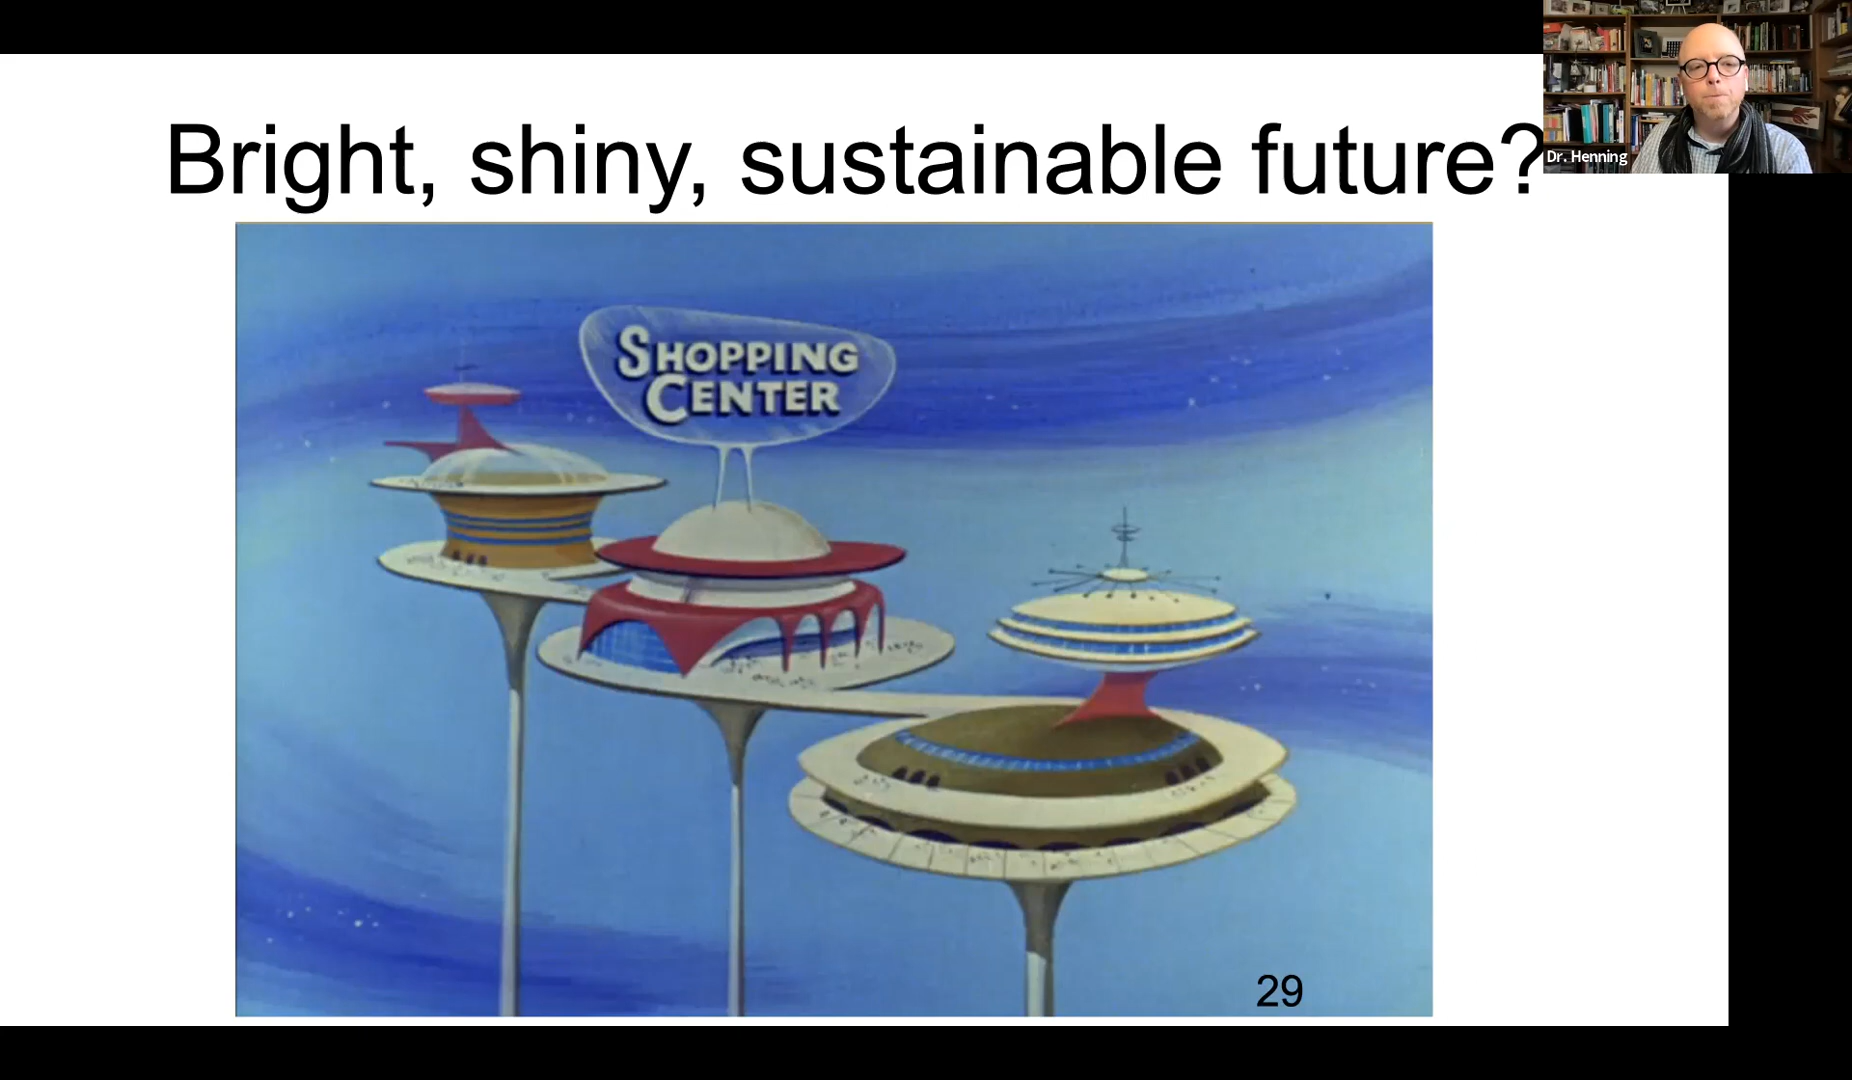 Bright, shiny, sustainable future?
Dr. Henning
SHOPPING
CENTER
29